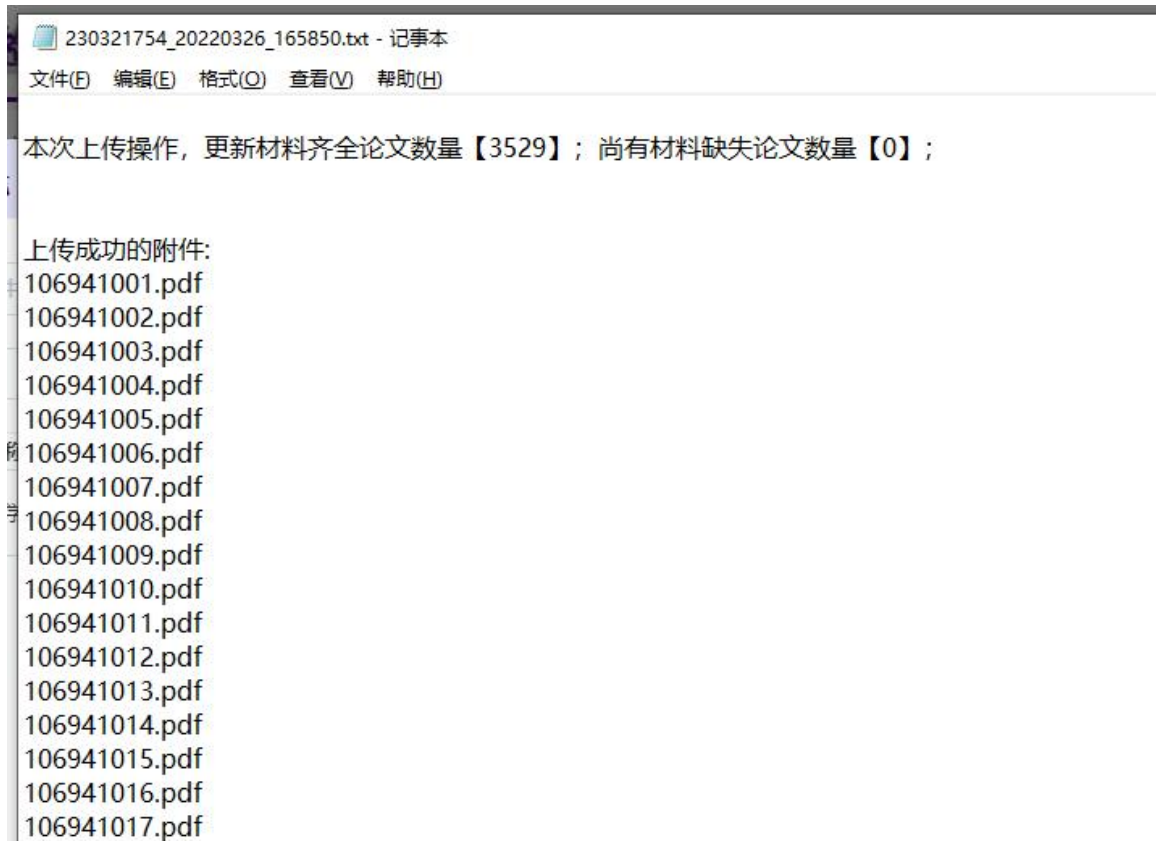 230321754_20220326_165850.txt - 记事本
文件(F) 编辑(E) 格式(O) 查看(V) 帮助(H)
本次上传操作，更新材料齐全论文数量【3529】；尚有材料缺失论文数量【0】；
上传成功的附件:
106941001.pdf
106941002.pdf
106941003.pdf
106941004.pdf
106941005.pdf
106941006.pdf
106941007.pdf
106941008.pdf
106941009.pdf
106941010.pdf
106941011.pdf
106941012.pdf
106941013.pdf
106941014.pdf
106941015.pdf
106941016.pdf
106941017.pdf